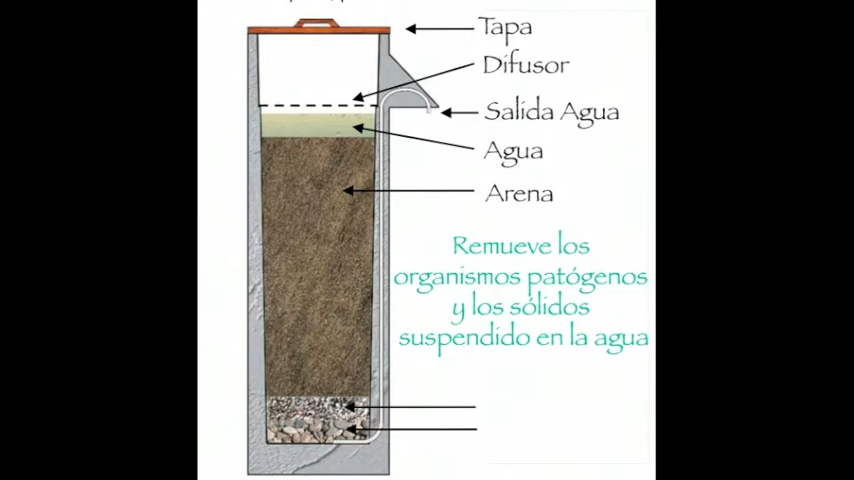 Tapa
Difusor
Salida Agua
Agua
Arena
Remueve los
organismos patógenos
y los sólidos
suspendido en la agua